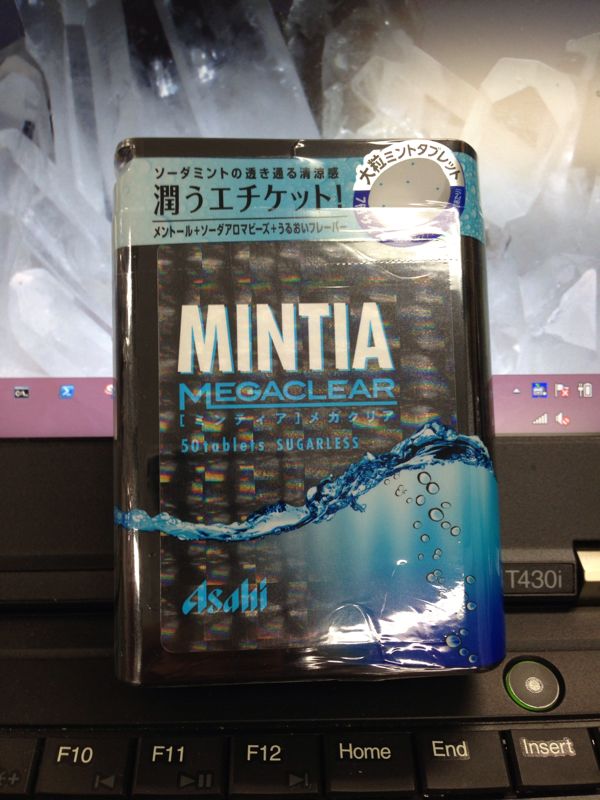 ソーダミントの透き通る清涼感
潤うエチケット!
メントール+ソーダアロマビーズ+うるおいフレーバー
大粒ミントタブレット
MINTIA
MEGACLEAR
[ミンティア]メガクリア
50tablets SUGARLESS
Asahi
T430i
F10
F11
F12
Home
End
Insert